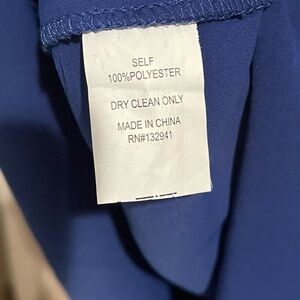 SELF
100%POLYESTER
DRY CLEAN ONLY
MADE IN CHINA
RN#132941